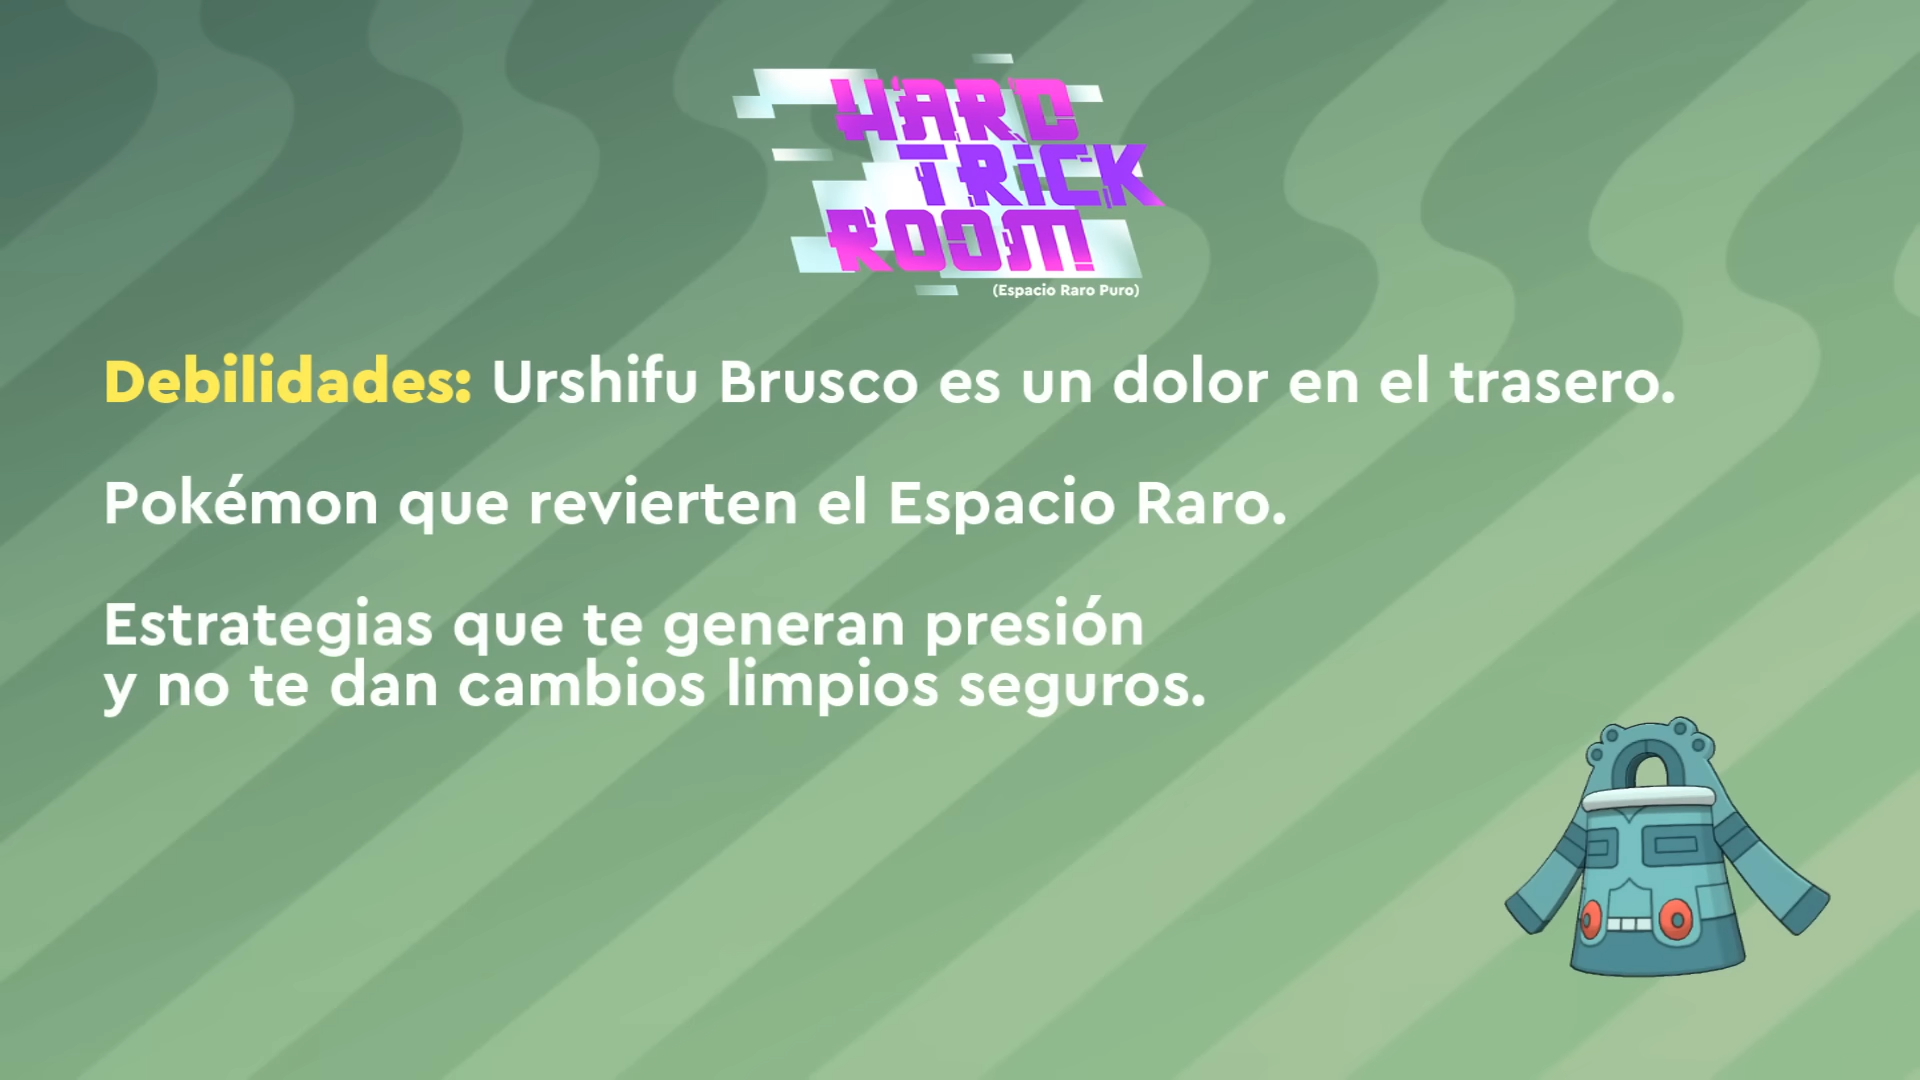 HARD
TRiCK
ROOM
(Espacio Raro Puro)
Debilidades: Urshifu Brusco es un dolor en el trasero.
Pokémon que revierten el Espacio Raro.
Estrategias que te generan presión
y no te dan cambios limpios seguros.